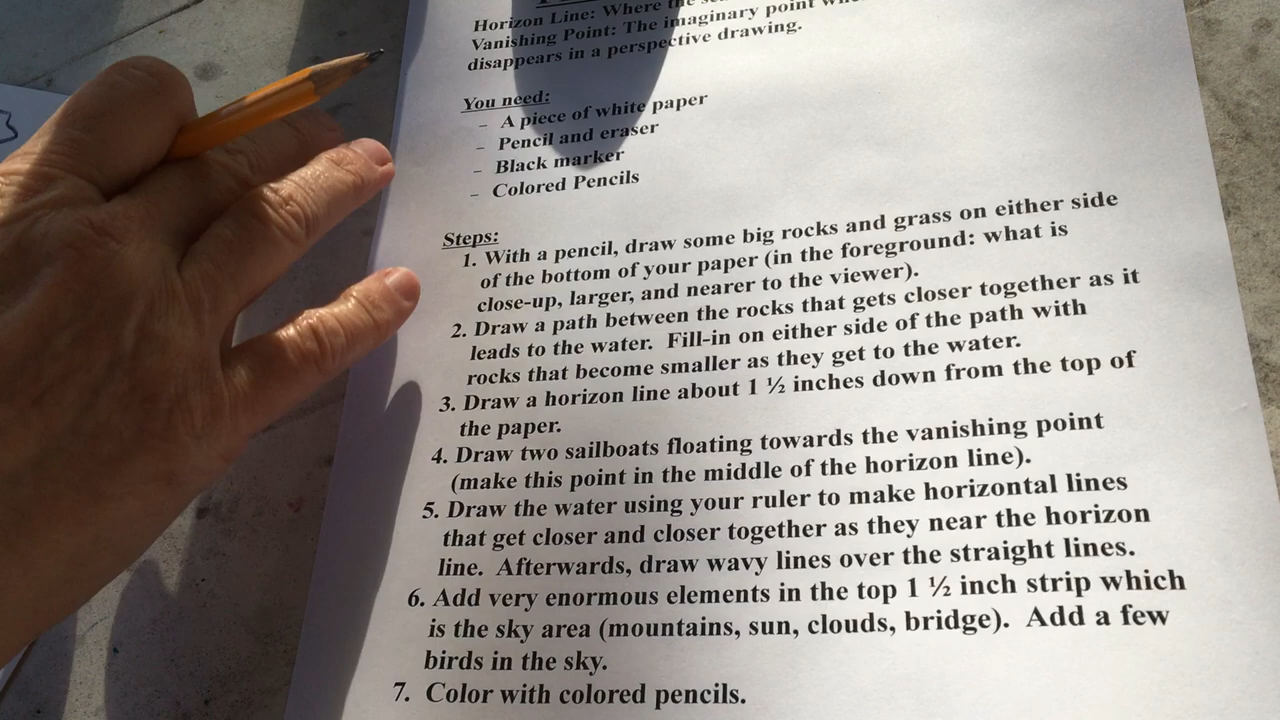 Horizon Line: Where the
Vanishing Point: The imaginary point
disappears in a perspective drawing.
You need:
- A piece of white paper
- Pencil and eraser
- Black marker
- Colored Pencils
Steps:
1. With a pencil, draw some big rocks and grass on either side
of the bottom of your paper (in the foreground: what is
close-up, larger, and nearer to the viewer).
2. Draw a path between the rocks that gets closer together as it
leads to the water. Fill-in on either side of the path with
rocks that become smaller as they get to the water.
3. Draw a horizon line about 1 ½ inches down from the top of
the paper.
4. Draw two sailboats floating towards the vanishing point
(make this point in the middle of the horizon line).
5. Draw the water using your ruler to make horizontal lines
that get closer and closer together as they near the horizon
line. Afterwards, draw wavy lines over the straight lines.
6. Add very enormous elements in the top 1 ½ inch strip which
is the sky area (mountains, sun, clouds, bridge). Add a few
birds in the sky.
7. Color with colored pencils.